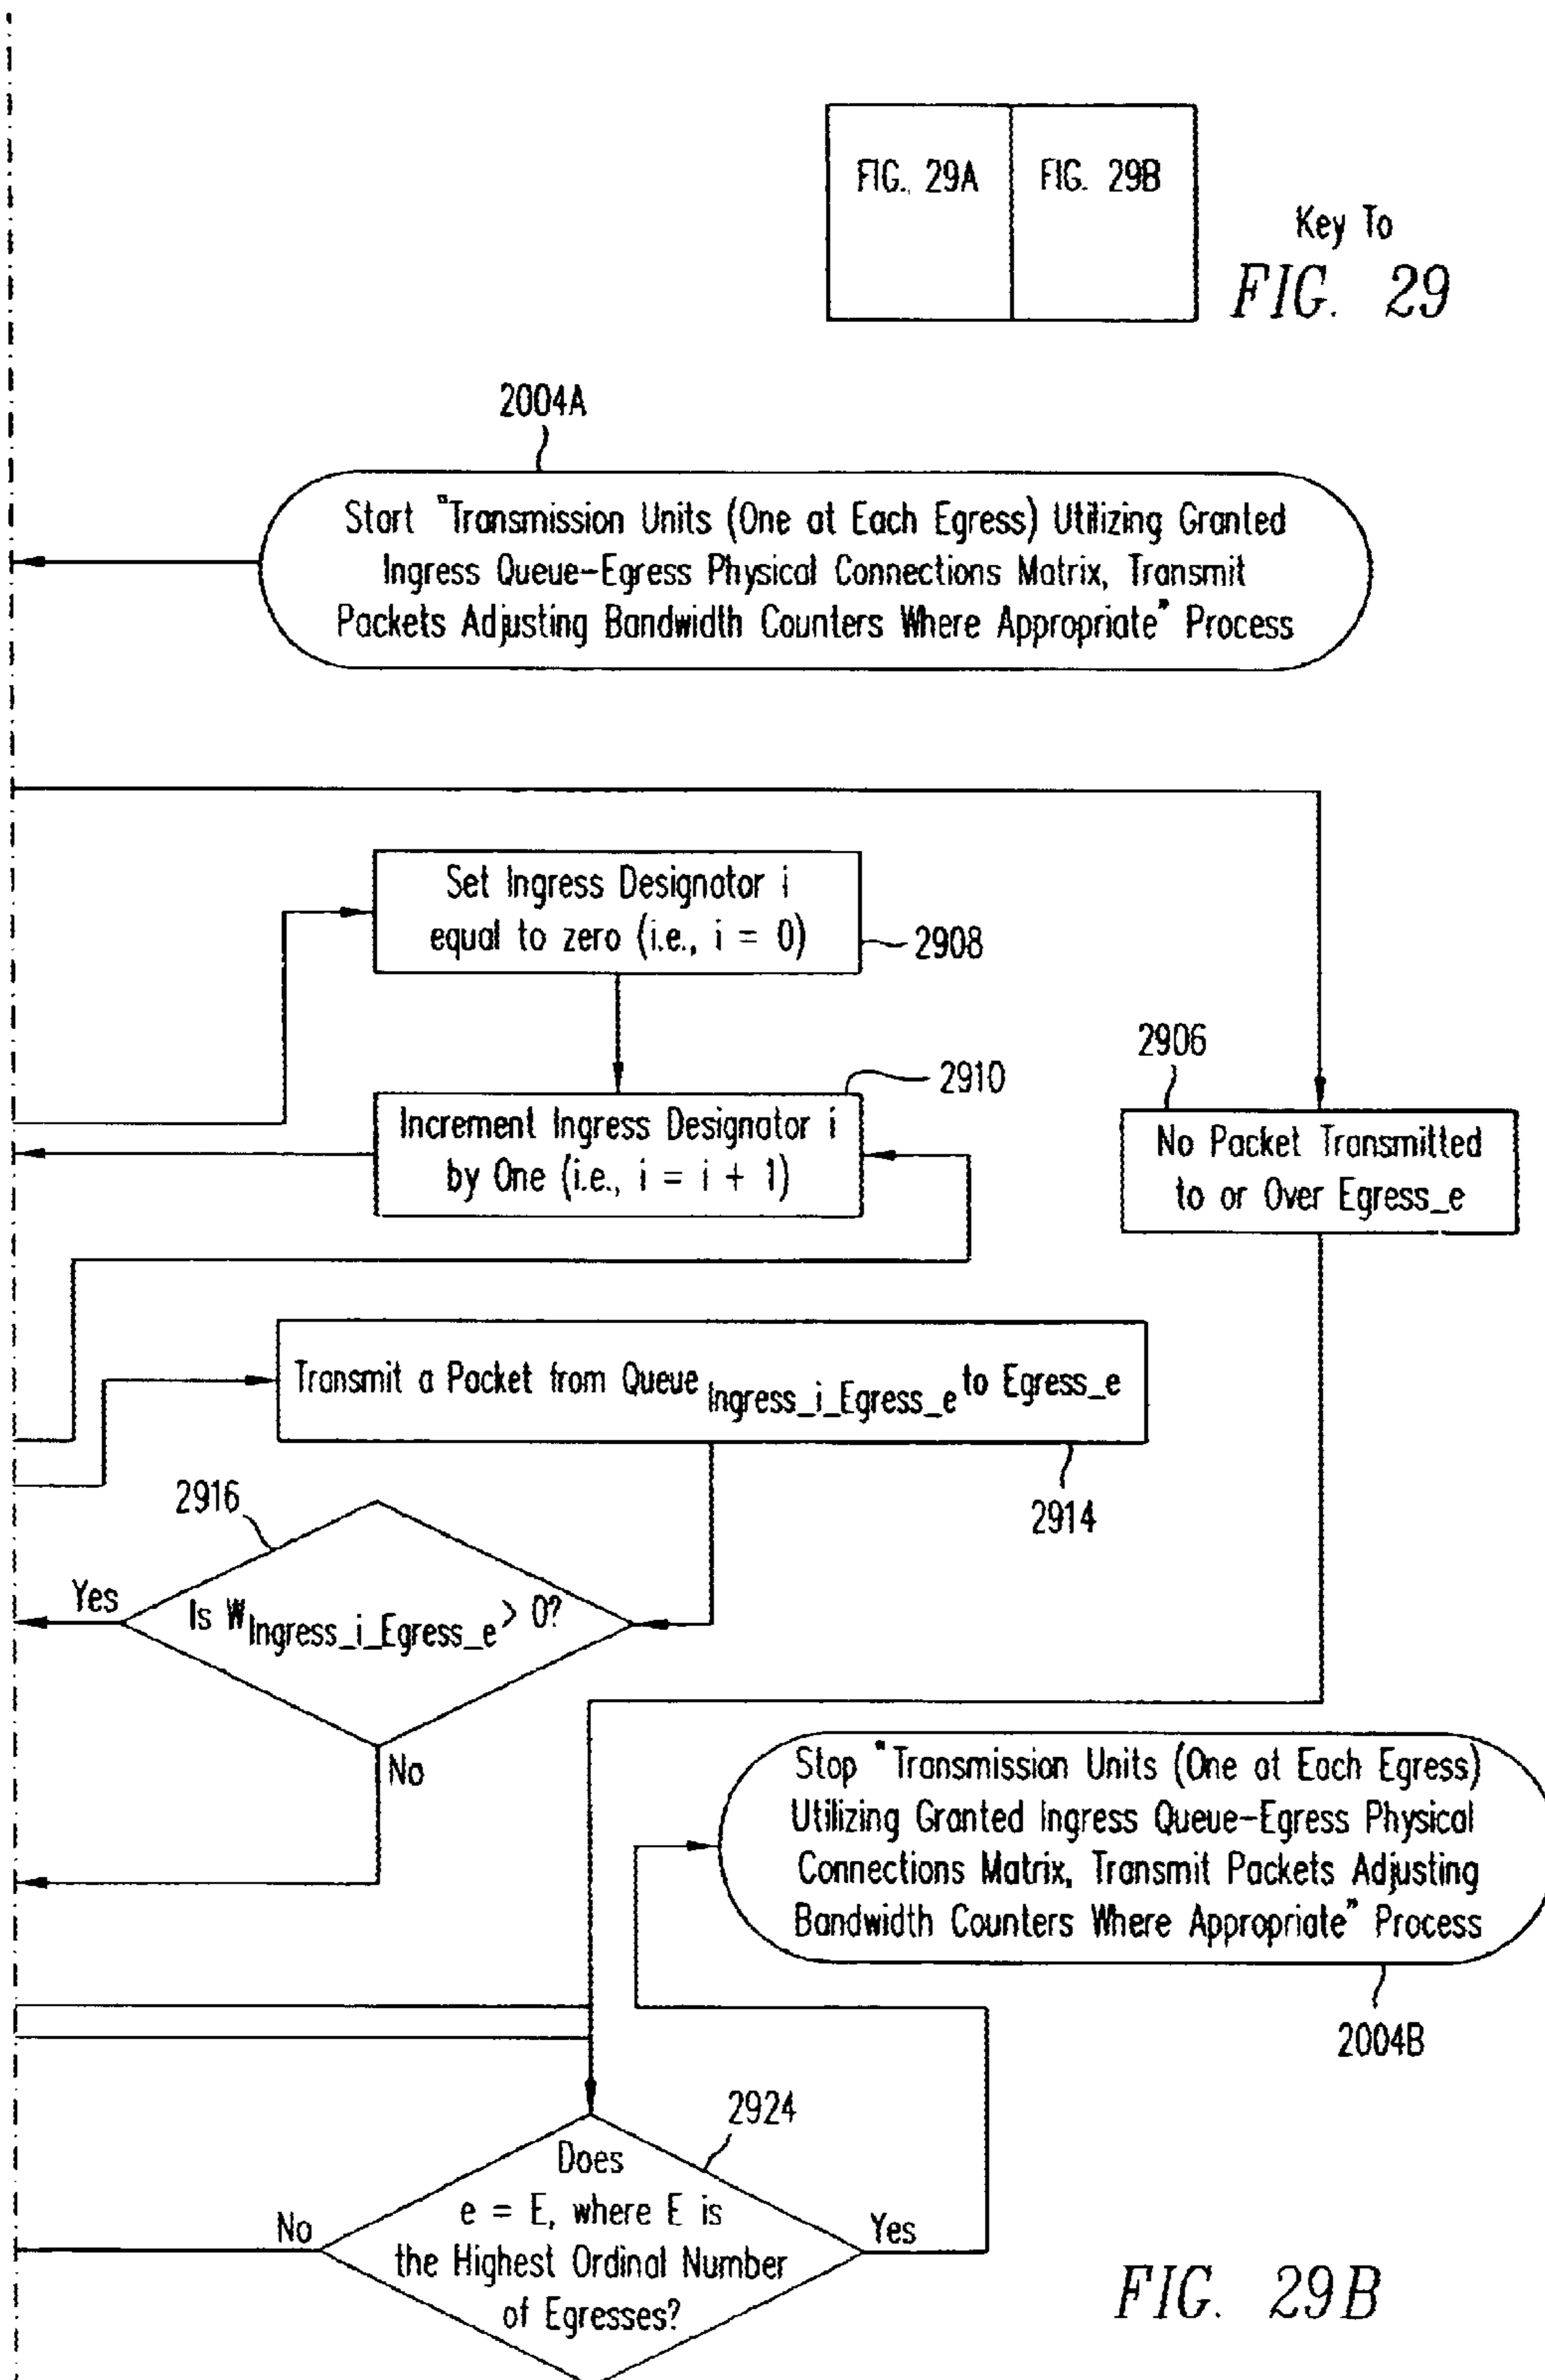 FIG. 29A
FIG. 29B
Key To
FIG. 29
2004A
Start "Transmission Units (One at Each Egress) Utilizing Granted
Ingress Queue-Egress Physical Connections Matrix, Transmit
Packets Adjusting Bandwidth Counters Where Appropriate" Process
Set Ingress Designator i
equal to zero (i.e., i = 0)
2908
2906
2910
Increment Ingress Designator i
by One (i.e., i = i + 1)
No Packet Transmitted
to or Over Egress_e
Transmit a Packet from Queue Ingress_i_Egress_e to Egress_e
2914
2916
Yes
Is W Ingress_i_Egress_e > 0?
No
Stop "Transmission Units (One at Each Egress)
Utilizing Granted Ingress Queue-Egress Physical
Connections Matrix, Transmit Packets Adjusting
Bandwidth Counters Where Appropriate" Process
2004B
2924
Does
e = E, where E is
the Highest Ordinal Number
of Egresses?
No
Yes
FIG. 29B